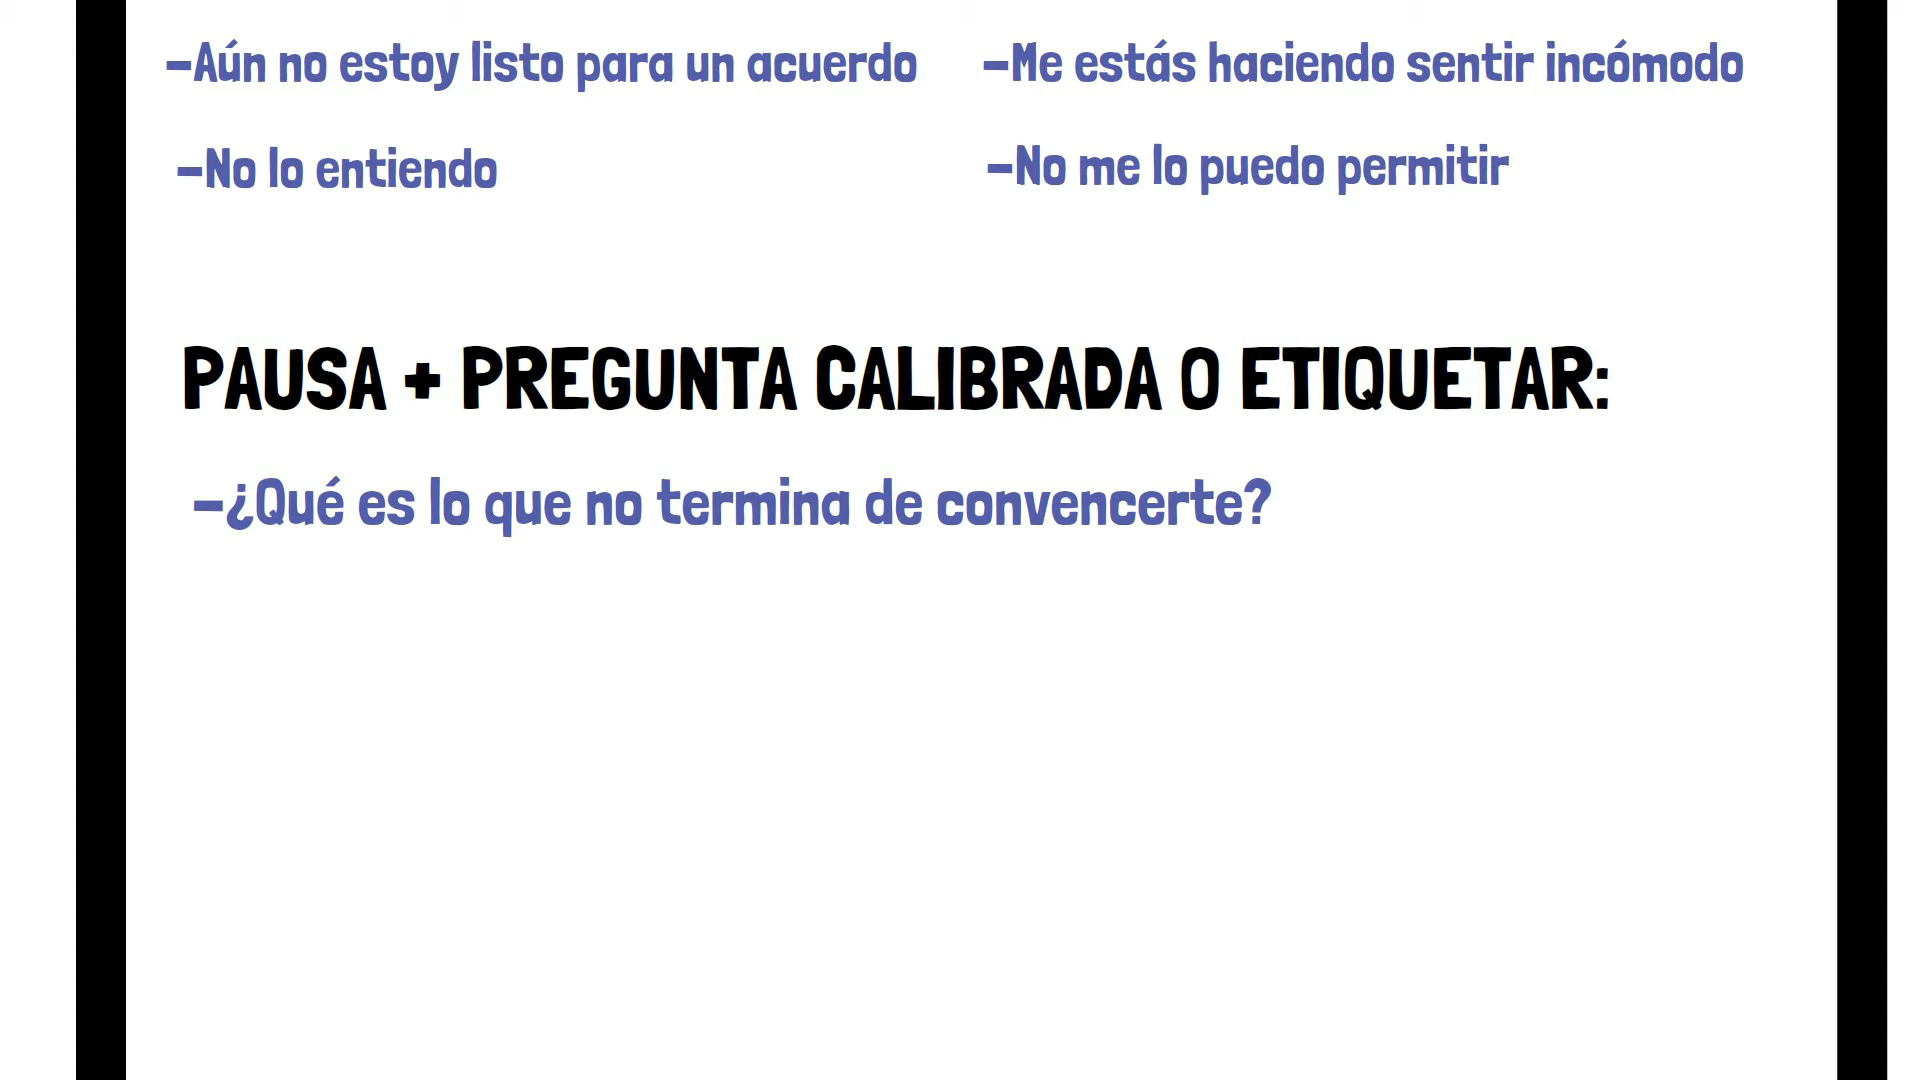 -Aún no estoy listo para un acuerdo
-Me estás haciendo sentir incómodo
-No lo entiendo
-No me lo puedo permitir
PAUSA + PREGUNTA CALIBRADA O ETIQUETAR:
-¿Qué es lo que no termina de convencerte?